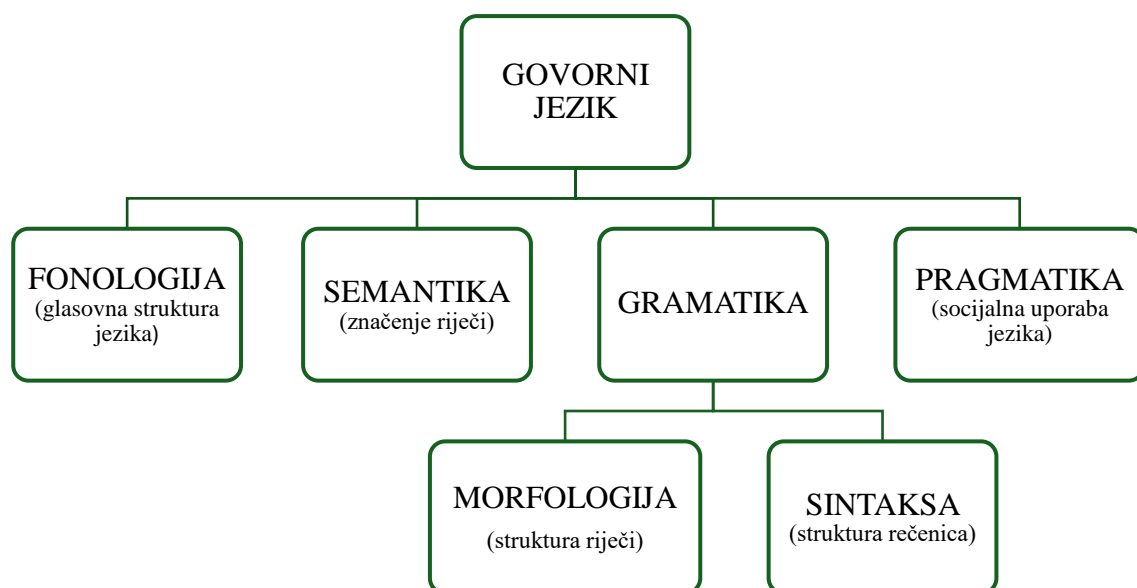 GOVORNI
JEZIK
FONOLOGIJA
(glasovna struktura
jezika)
SEMANTIKA
(značenje riječi)
GRAMATIKA
PRAGMATIKA
(socijalna uporaba
jezika)
MORFOLOGIJA
(struktura riječi)
SINTAKSA
(struktura rečenica)